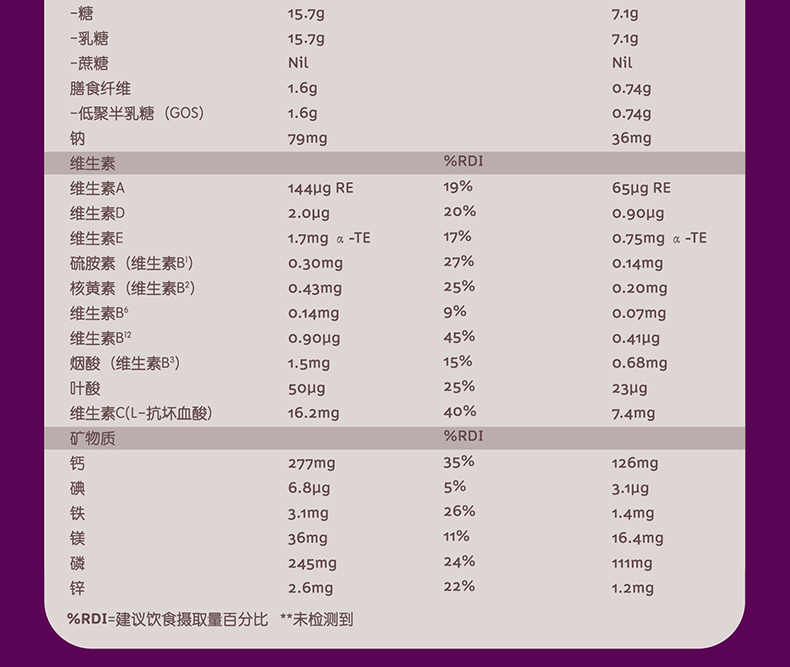 -糖 15.7g 7.1g
-乳糖 15.7g 7.1g
-蔗糖 Nil Nil
膳食纤维 1.6g 0.74g
-低聚半乳糖（GOS） 1.6g 0.74g
钠 79mg 36mg
维生素 %RDI
维生素A 144µg RE 19% 65µg RE
维生素D 2.0µg 20% 0.90µg
维生素E 1.7mg α -TE 17% 0.75mg α -TE
硫胺素（维生素B¹） 0.30mg 27% 0.14mg
核黄素（维生素B²） 0.43mg 25% 0.20mg
维生素B⁶ 0.14mg 9% 0.07mg
维生素B¹² 0.90µg 45% 0.41µg
烟酸（维生素B³） 1.5mg 15% 0.68mg
叶酸 50µg 25% 23µg
维生素C(L-抗坏血酸) 16.2mg 40% 7.4mg
矿物质 %RDI
钙 277mg 35% 126mg
碘 6.8µg 5% 3.1µg
铁 3.1mg 26% 1.4mg
镁 36mg 11% 16.4mg
磷 245mg 24% 111mg
锌 2.6mg 22% 1.2mg
%RDI=建议饮食摄取量百分比 **未检测到